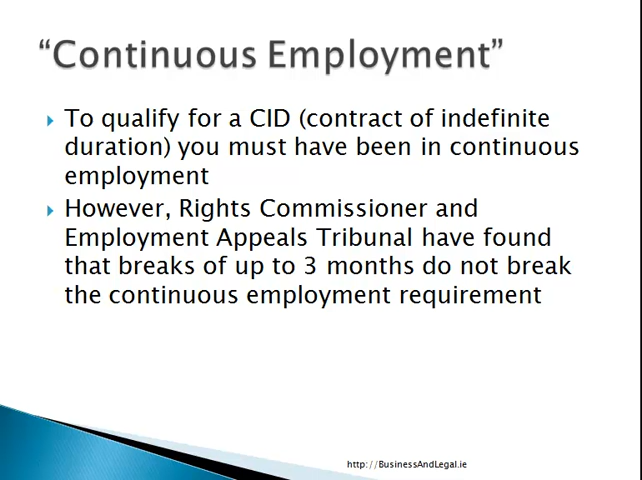 “Continuous Employment”
To qualify for a CID (contract of indefinite
duration) you must have been in continuous
employment
However, Rights Commissioner and
Employment Appeals Tribunal have found
that breaks of up to 3 months do not break
the continuous employment requirement
http://BusinessAndLegal.ie